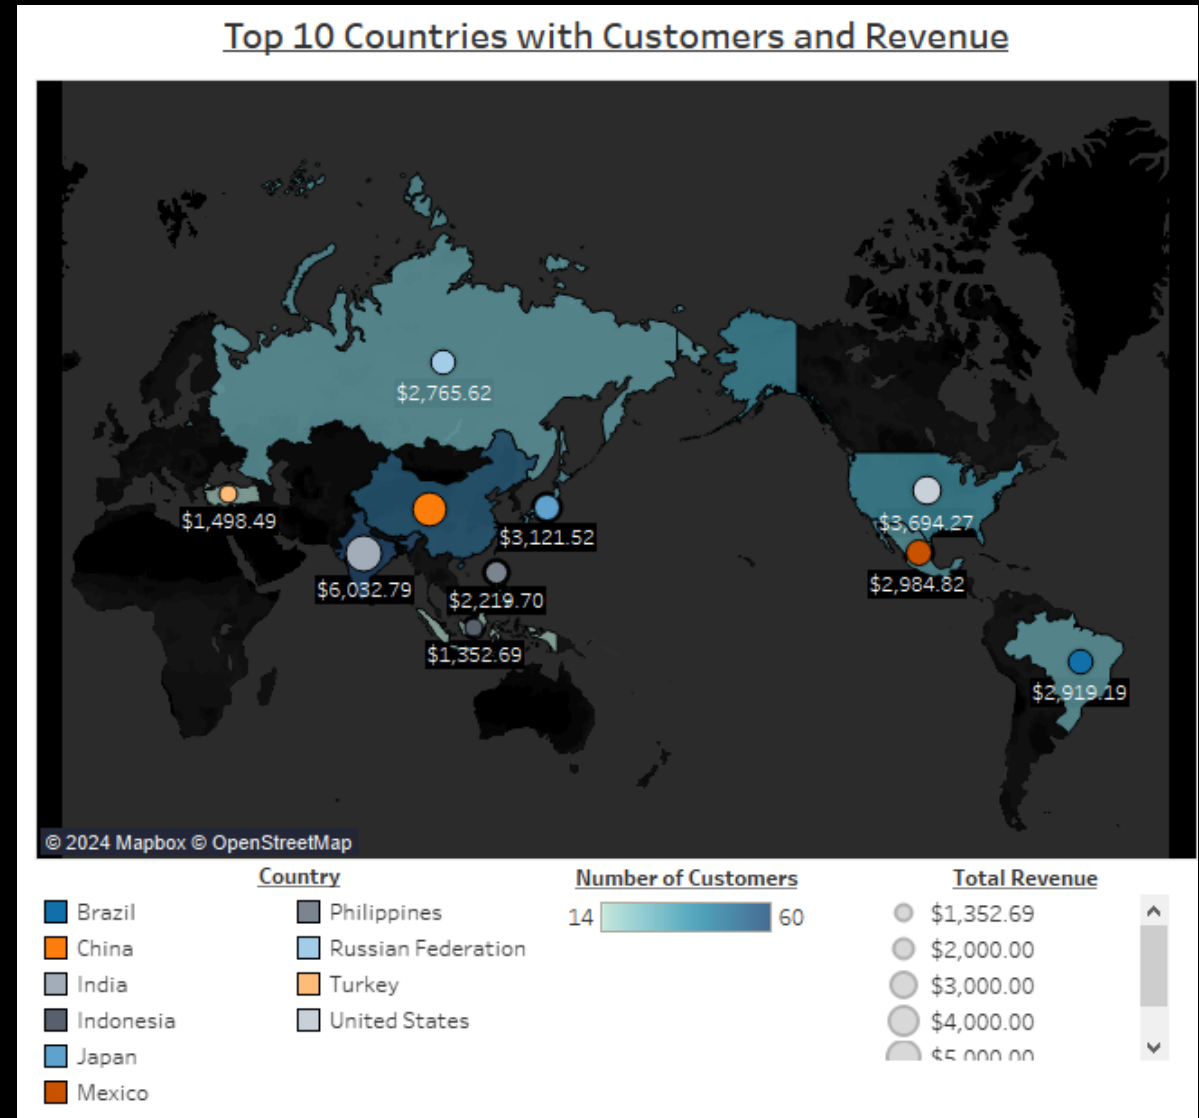 Top 10 Countries with Customers and Revenue
$2,765.62
$1,498.49
$3,121.52
$3,694.27
$6,032.79
$2,219.70
$2,984.82
$1,352.69
$2,919.19
© 2024 Mapbox © OpenStreetMap
Country
Brazil
China
India
Indonesia
Japan
Mexico
Philippines
Russian Federation
Turkey
United States
Number of Customers
14 60
Total Revenue
$1,352.69
$2,000.00
$3,000.00
$4,000.00
$5,000.00